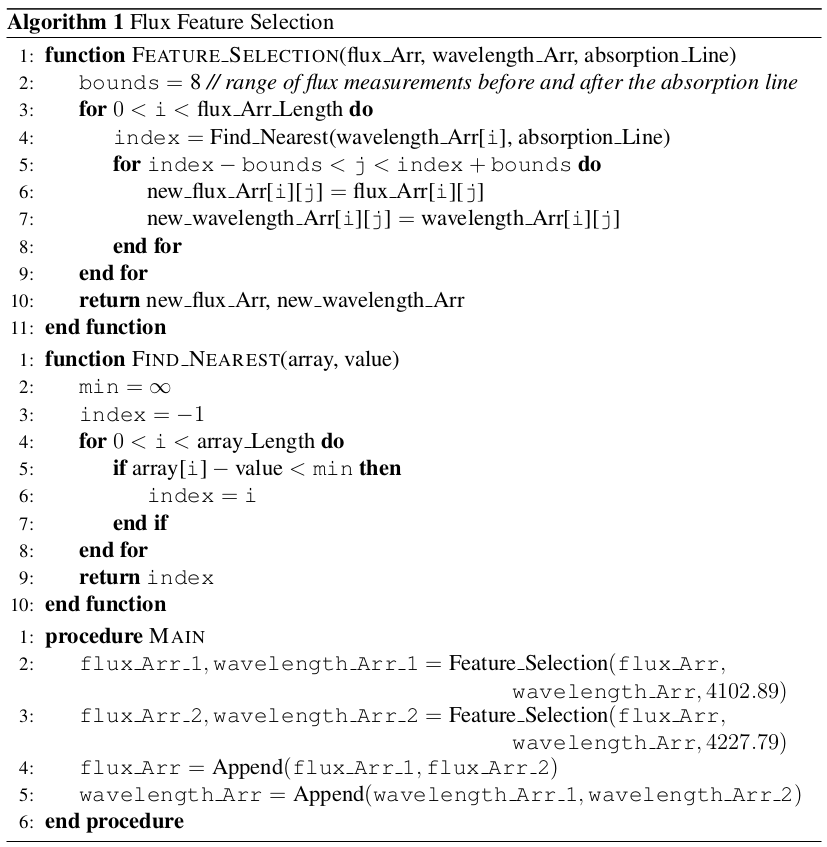 Algorithm 1 Flux Feature Selection
1: function FEATURE_SELECTION(flux_Arr, wavelength_Arr, absorption_Line)
2: bounds = 8 // range of flux measurements before and after the absorption line
3: for 0 < i < flux_Arr_Length do
4: index = Find_Nearest(wavelength_Arr[i], absorption_Line)
5: for index − bounds < j < index + bounds do
6: new_flux_Arr[i][j] = flux_Arr[i][j]
7: new_wavelength_Arr[i][j] = wavelength_Arr[i][j]
8: end for
9: end for
10: return new_flux_Arr, new_wavelength_Arr
11: end function
1: function FIND_NEAREST(array, value)
2: min = ∞
3: index = −1
4: for 0 < i < array_Length do
5: if array[i] − value < min then
6: index = i
7: end if
8: end for
9: return index
10: end function
1: procedure MAIN
2: flux_Arr_1, wavelength_Arr_1 = Feature_Selection(flux_Arr,
wavelength_Arr, 4102.89)
3: flux_Arr_2, wavelength_Arr_2 = Feature_Selection(flux_Arr,
wavelength_Arr, 4227.79)
4: flux_Arr = Append(flux_Arr_1, flux_Arr_2)
5: wavelength_Arr = Append(wavelength_Arr_1, wavelength_Arr_2)
6: end procedure